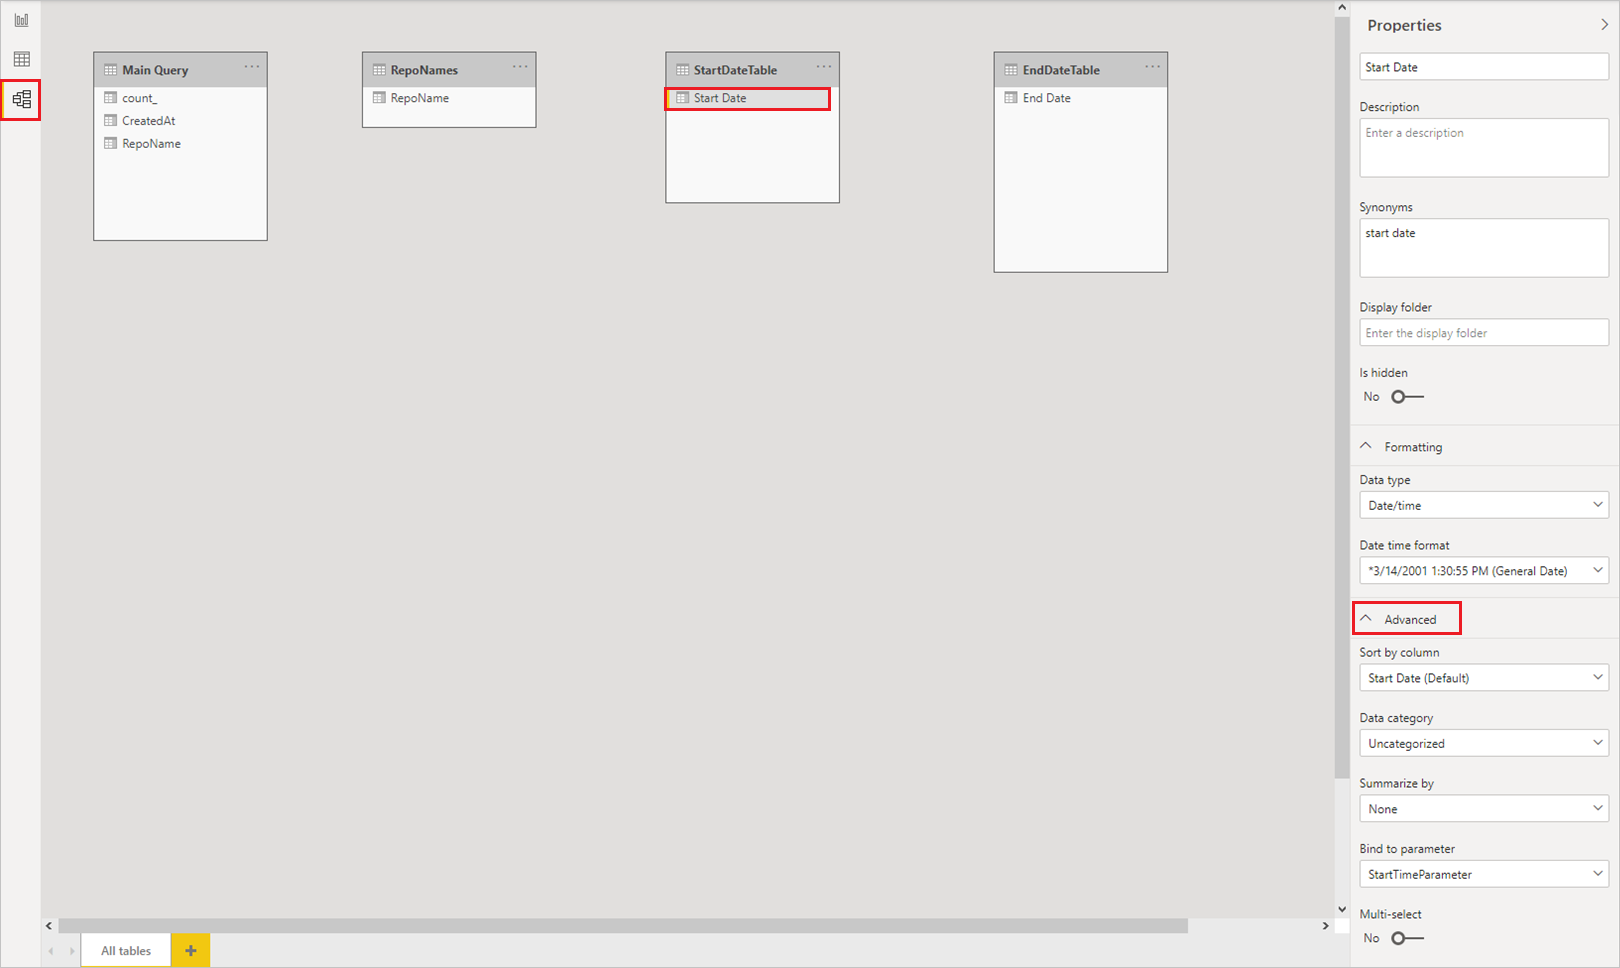 Main Query
count_
CreatedAt
RepoName
RepoNames
RepoName
StartDateTable
Start Date
EndDateTable
End Date
All tables
+
Properties
Start Date
Description
Enter a description
Synonyms
start date
Display folder
Enter the display folder
Is hidden
No
Formatting
Data type
Date/time
Date time format
*3/14/2001 1:30:55 PM (General Date)
Advanced
Sort by column
Start Date (Default)
Data category
Uncategorized
Summarize by
None
Bind to parameter
StartTimeParameter
Multi-select
No